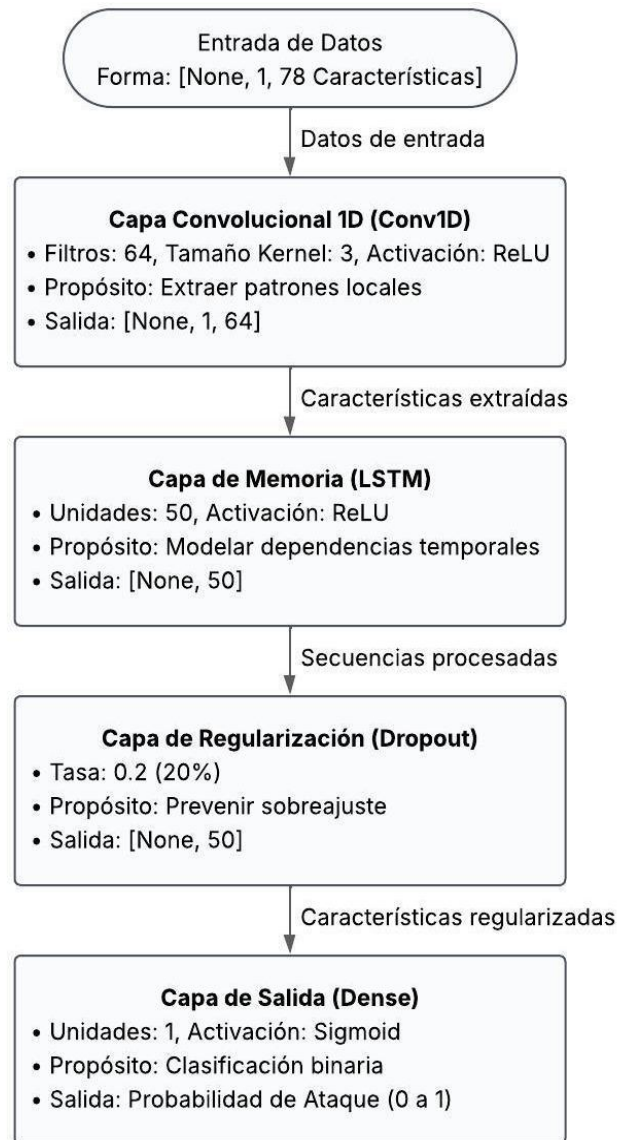 Entrada de Datos
Forma: [None, 1, 78 Características]
Datos de entrada
Capa Convolucional 1D (Conv1D)
• Filtros: 64, Tamaño Kernel: 3, Activación: ReLU
• Propósito: Extraer patrones locales
• Salida: [None, 1, 64]
Características extraídas
Capa de Memoria (LSTM)
• Unidades: 50, Activación: ReLU
• Propósito: Modelar dependencias temporales
• Salida: [None, 50]
Secuencias procesadas
Capa de Regularización (Dropout)
• Tasa: 0.2 (20%)
• Propósito: Prevenir sobreajuste
• Salida: [None, 50]
Características regularizadas
Capa de Salida (Dense)
• Unidades: 1, Activación: Sigmoid
• Propósito: Clasificación binaria
• Salida: Probabilidad de Ataque (0 a 1)